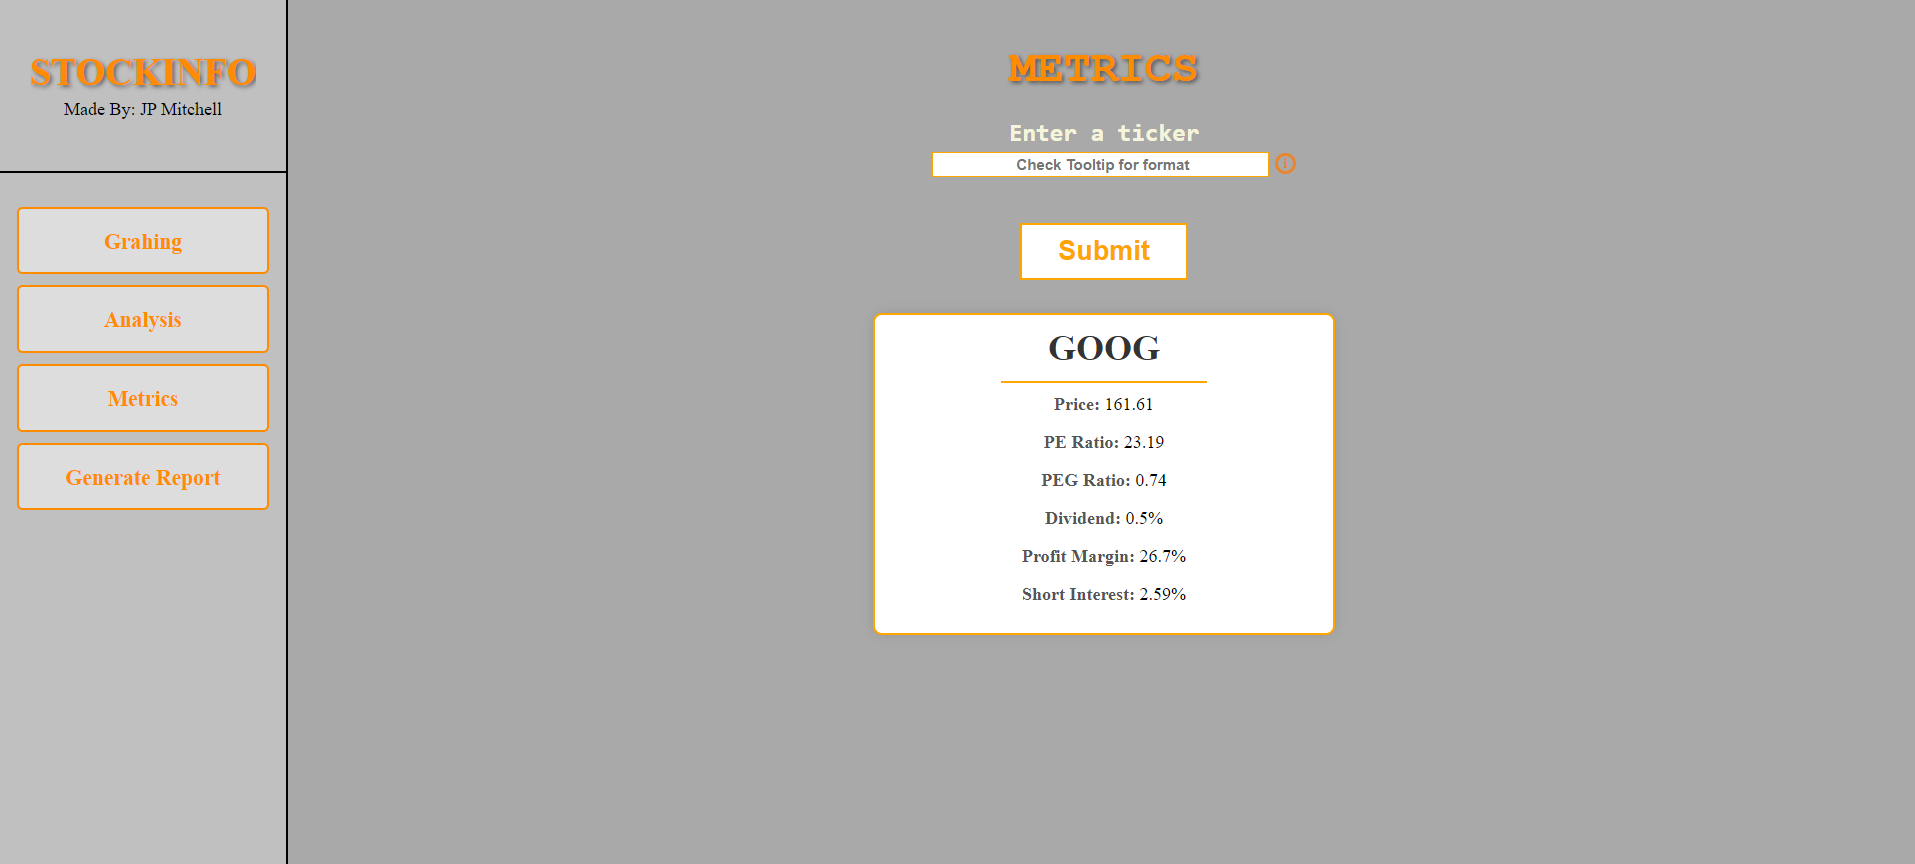 STOCKINFO
Made By: JP Mitchell
Grahing
Analysis
Metrics
Generate Report
METRICS
Enter a ticker
Check Tooltip for format
i
Submit
GOOG
Price: 161.61
PE Ratio: 23.19
PEG Ratio: 0.74
Dividend: 0.5%
Profit Margin: 26.7%
Short Interest: 2.59%